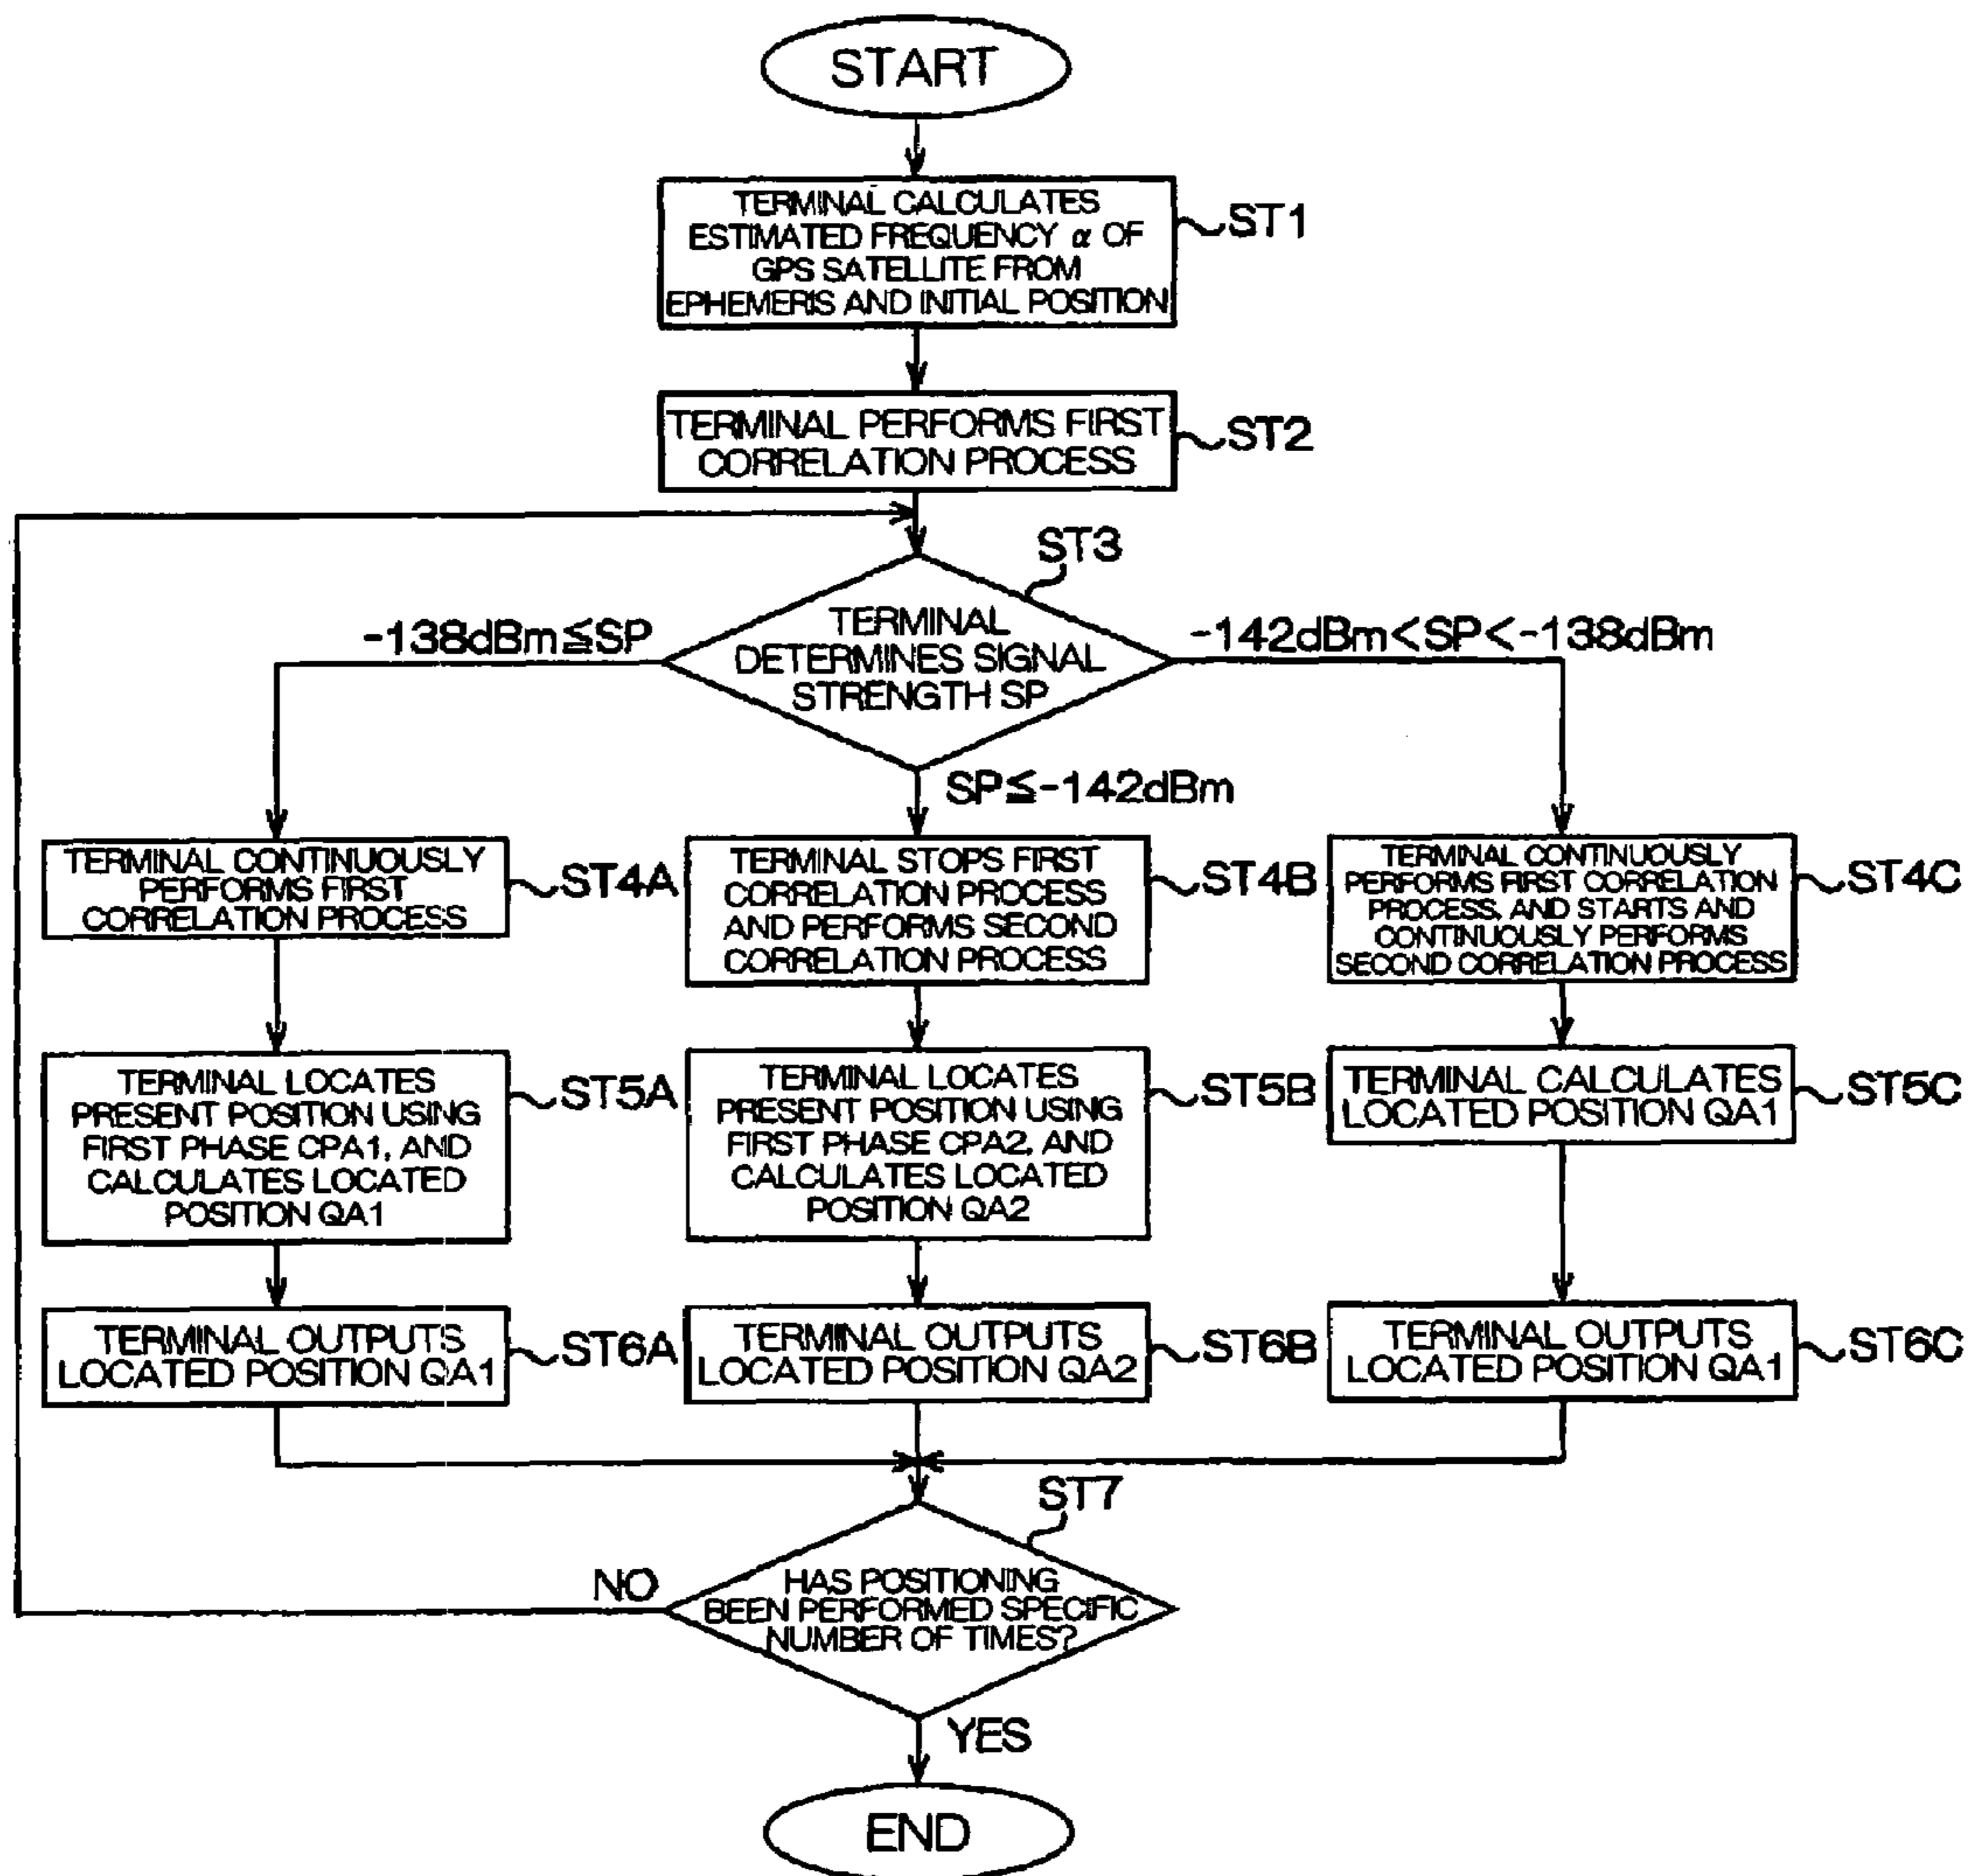 START
TERMINAL CALCULATES
ESTIMATED FREQUENCY α OF
GPS SATELLITE FROM
EPHEMERIS AND INITIAL POSITION
ST1
TERMINAL PERFORMS FIRST
CORRELATION PROCESS
ST2
ST3
TERMINAL
DETERMINES SIGNAL
STRENGTH SP
-138dBm≦SP
-142dBm<SP<-138dBm
SP≦-142dBm
TERMINAL CONTINUOUSLY
PERFORMS FIRST
CORRELATION PROCESS
ST4A
TERMINAL STOPS FIRST
CORRELATION PROCESS
AND PERFORMS SECOND
CORRELATION PROCESS
ST4B
TERMINAL CONTINUOUSLY
PERFORMS FIRST CORRELATION
PROCESS, AND STARTS AND
CONTINUOUSLY PERFORMS
SECOND CORRELATION PROCESS
ST4C
TERMINAL LOCATES
PRESENT POSITION USING
FIRST PHASE CPA1, AND
CALCULATES LOCATED
POSITION QA1
ST5A
TERMINAL LOCATES
PRESENT POSITION USING
FIRST PHASE CPA2, AND
CALCULATES LOCATED
POSITION QA2
ST5B
TERMINAL CALCULATES
LOCATED POSITION QA1
ST5C
TERMINAL OUTPUTS
LOCATED POSITION QA1
ST6A
TERMINAL OUTPUTS
LOCATED POSITION QA2
ST6B
TERMINAL OUTPUTS
LOCATED POSITION QA1
ST6C
ST7
HAS POSITIONING
BEEN PERFORMED SPECIFIC
NUMBER OF TIMES?
NO
YES
END